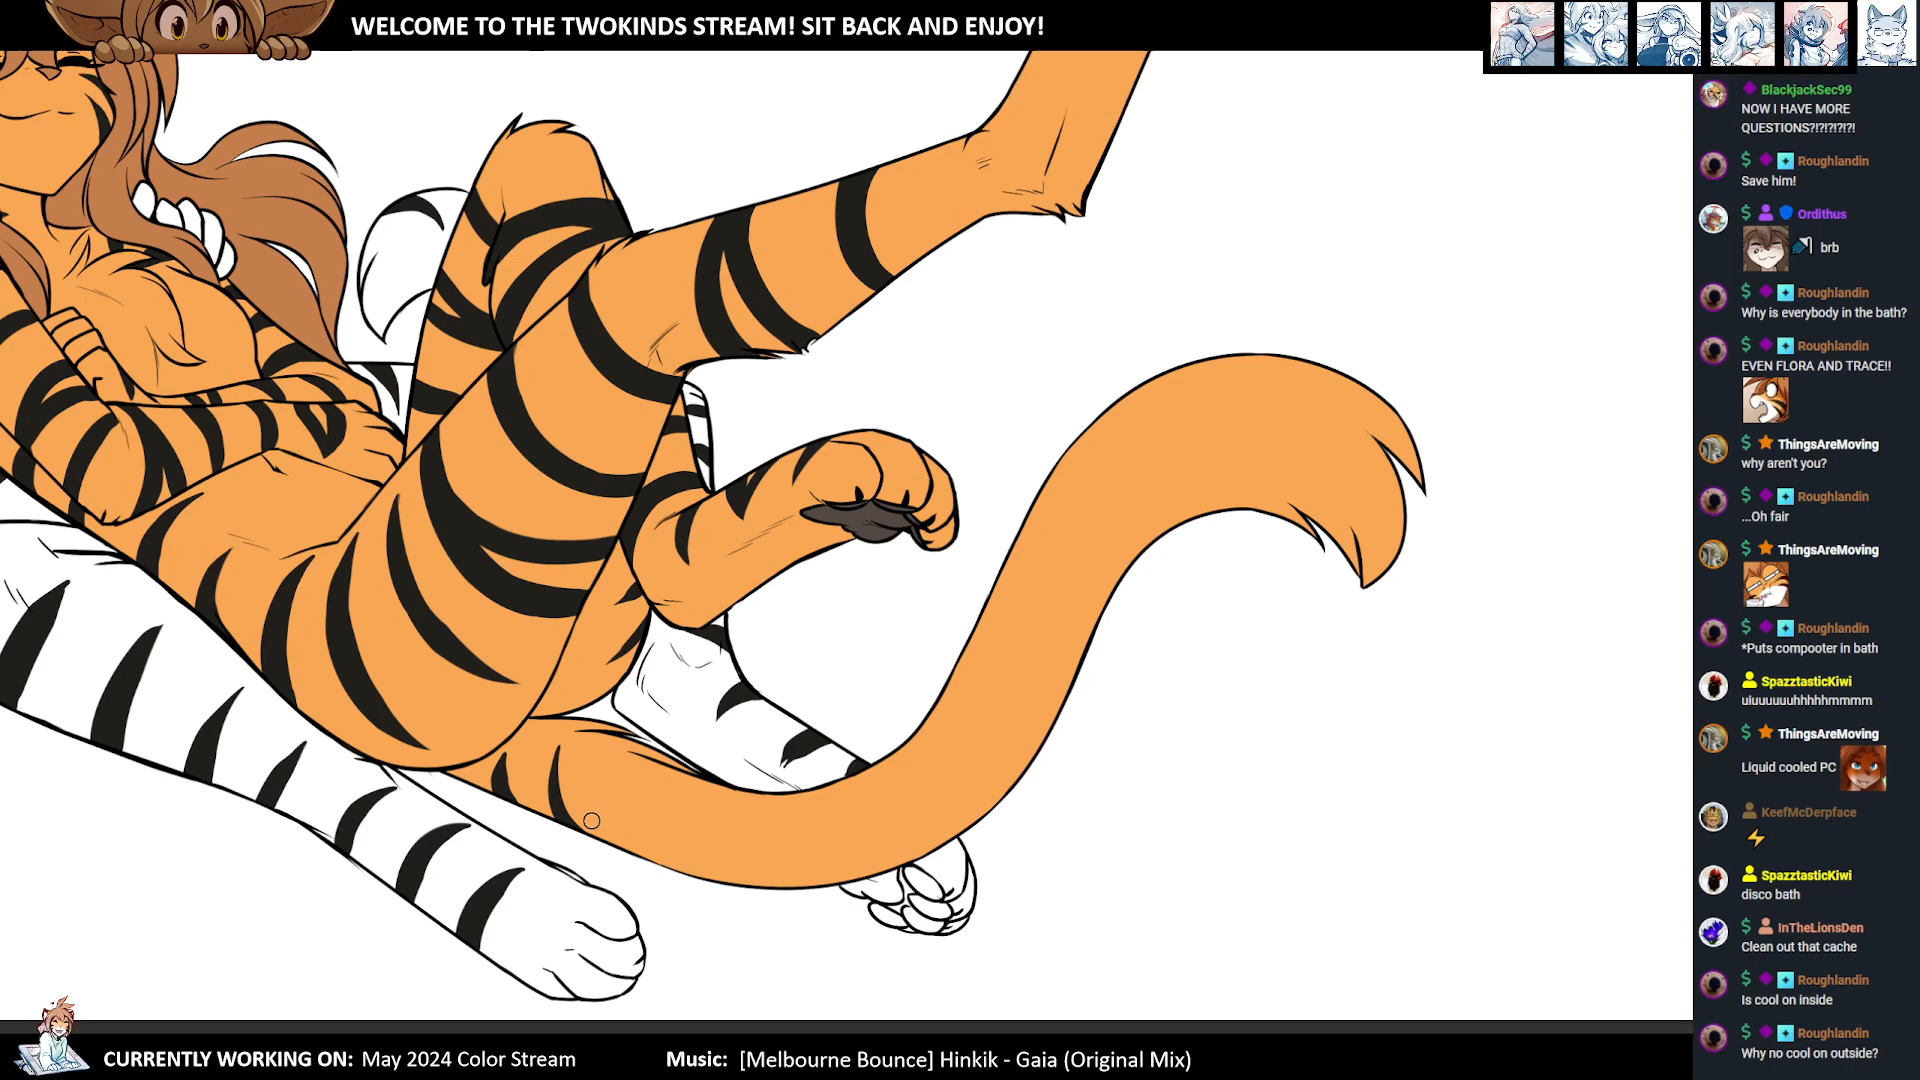 WELCOME TO THE TWOKINDS STREAM! SIT BACK AND ENJOY!
BlackjackSec99
NOW I HAVE MORE
QUESTIONS?!?!?!?!?!
Roughlandin
Save him!
Ordithus
brb
Roughlandin
Why is everybody in the bath?
Roughlandin
EVEN FLORA AND TRACE!!
ThingsAreMoving
why aren't you?
Roughlandin
...Oh fair
ThingsAreMoving
Roughlandin
*Puts compooter in bath
SpazztasticKiwi
uiuuuuuuhhhhhmmmm
ThingsAreMoving
Liquid cooled PC
KeefMcDerpface
SpazztasticKiwi
disco bath
InTheLionsDen
Clean out that cache
Roughlandin
Is cool on inside
Roughlandin
Why no cool on outside?
CURRENTLY WORKING ON: May 2024 Color Stream
Music: [Melbourne Bounce] Hinkik - Gaia (Original Mix)